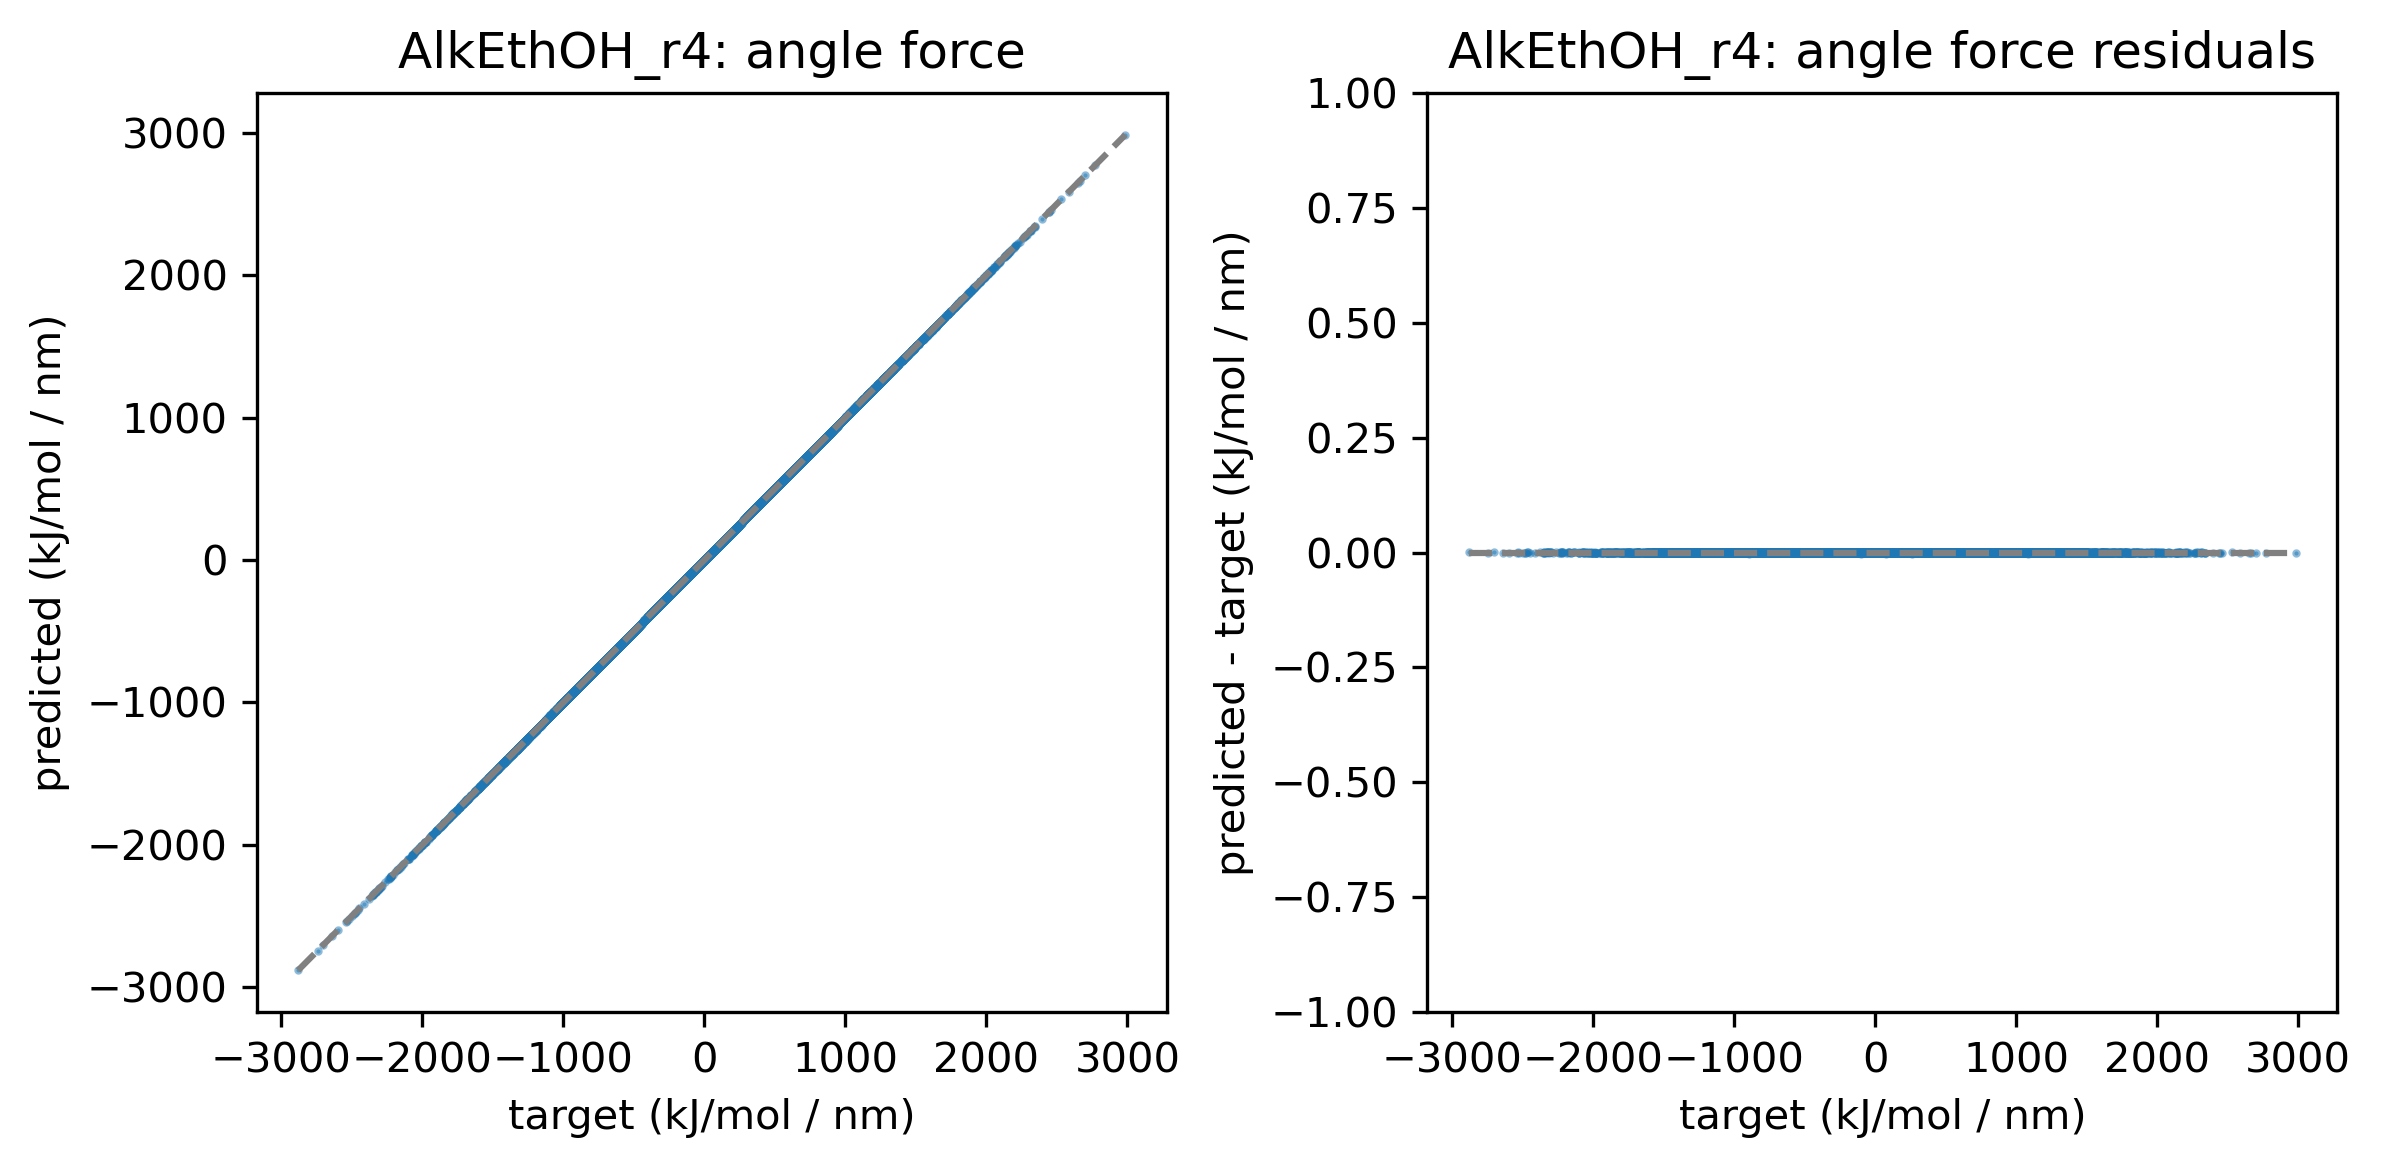 AlkEthOH_r4: angle force
predicted (kJ/mol / nm)
3000
2000
1000
0
−1000
−2000
−3000
−3000 −2000 −1000 0 1000 2000 3000
target (kJ/mol / nm)
AlkEthOH_r4: angle force residuals
predicted - target (kJ/mol / nm)
1.00
0.75
0.50
0.25
0.00
−0.25
−0.50
−0.75
−1.00
−3000 −2000 −1000 0 1000 2000 3000
target (kJ/mol / nm)